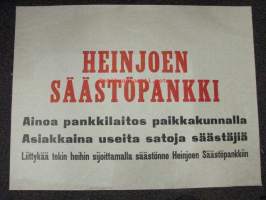 HEINJOEN
SÄÄSTÖPANKKI
Ainoa pankkilaitos paikkakunnalla
Asiakkaina useita satoja säästäjiä
Liittykää tekin heihin sijoittamalla säästönne Heinjoen Säästöpankkiin